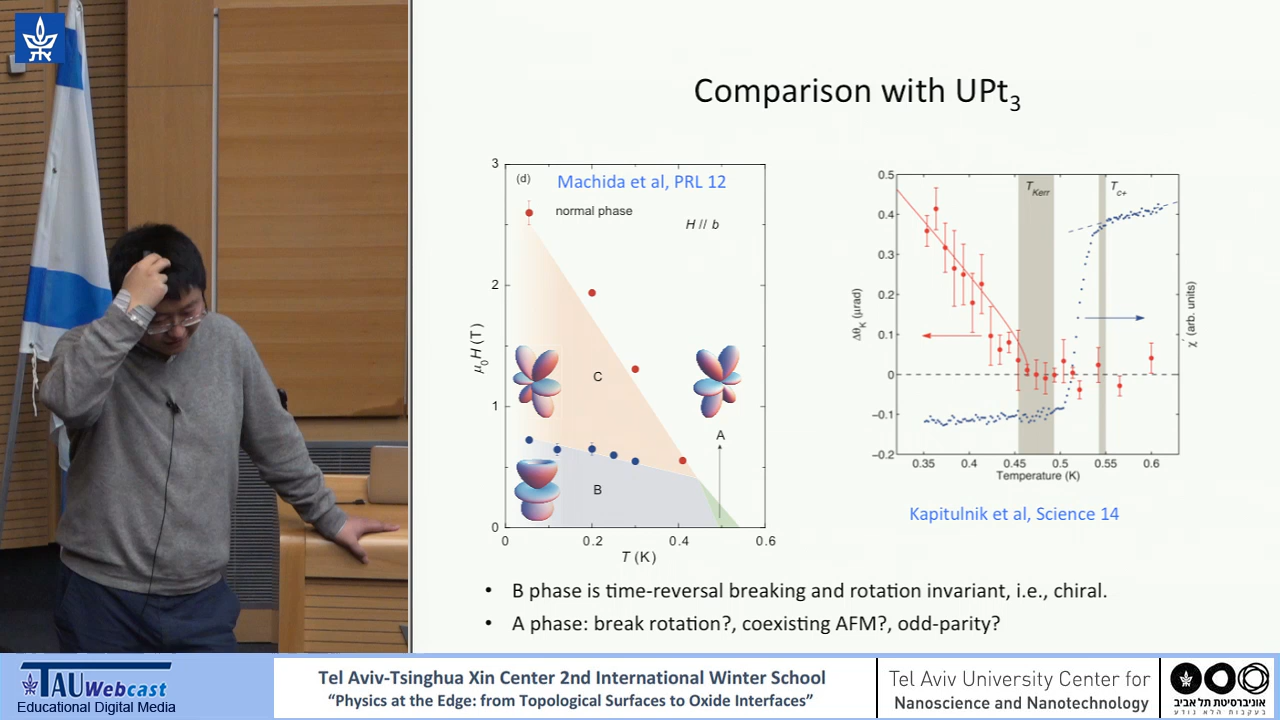 Comparison with UPt3
3
(d)
Machida et al, PRL 12
normal phase
H // b
2
μ0H (T)
C
1
A
B
0
0
0.2
0.4
0.6
T (K)
0.5
0.4
0.3
0.2
0.1
0
−0.1
−0.2
TKerr
Tc+
ΔθK (μrad)
χ′ (arb. units)
0.35
0.4
0.45
0.5
0.55
0.6
Temperature (K)
Kapitulnik et al, Science 14
• B phase is time-reversal breaking and rotation invariant, i.e., chiral.
• A phase: break rotation?, coexisting AFM?, odd-parity?
TAU Webcast
Educational Digital Media
Tel Aviv-Tsinghua Xin Center 2nd International Winter School
“Physics at the Edge: from Topological Surfaces to Oxide Interfaces”
Tel Aviv University Center for
Nanoscience and Nanotechnology
אוניברסיטת תל אביב